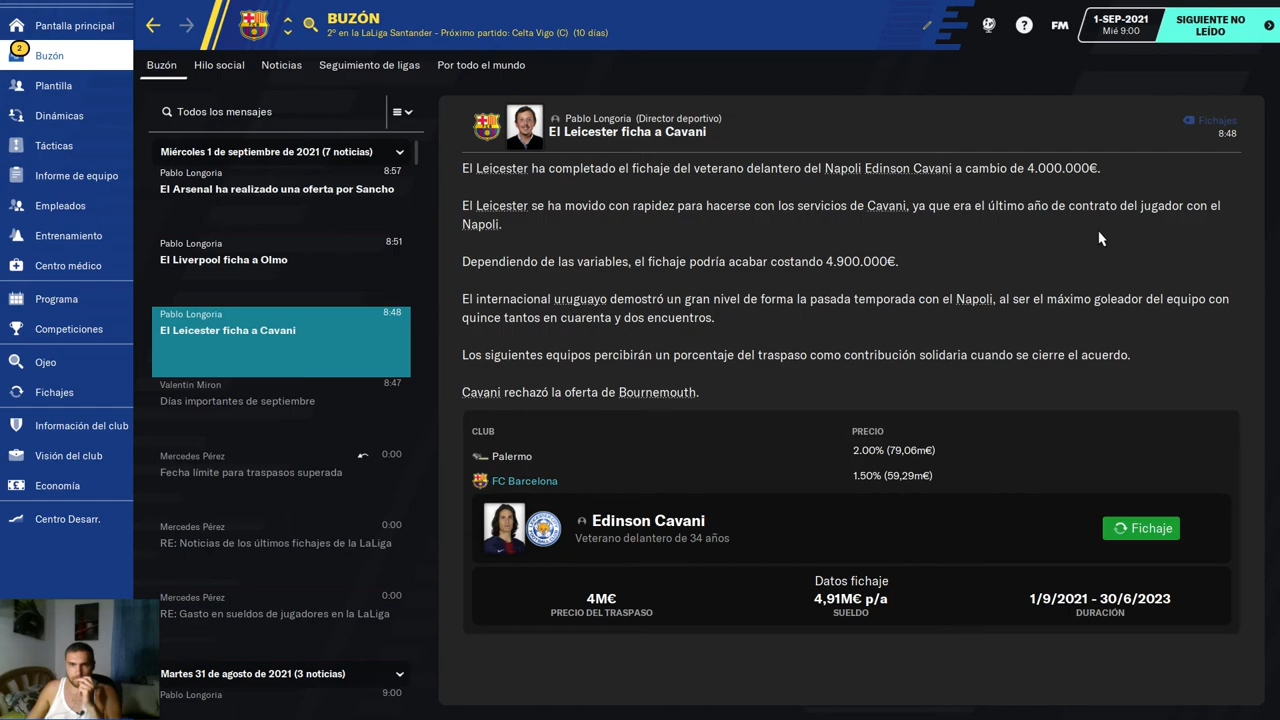 Pantalla principal
2
Buzón
Plantilla
Dinámicas
Tácticas
Informe de equipo
Empleados
Entrenamiento
Centro médico
Programa
Competiciones
Ojeo
Fichajes
Información del club
Visión del club
Economía
Centro Desarr.
BUZÓN
2º en la LaLiga Santander - Próximo partido: Celta Vigo (C) (10 días)
?
FM
1-SEP-2021
Mié 9:00
SIGUIENTE NO
LEÍDO
Buzón
Hilo social
Noticias
Seguimiento de ligas
Por todo el mundo
Todos los mensajes
Miércoles 1 de septiembre de 2021 (7 noticias)
Pablo Longoria
8:57
El Arsenal ha realizado una oferta por Sancho
Pablo Longoria
8:51
El Liverpool ficha a Olmo
Pablo Longoria
8:48
El Leicester ficha a Cavani
Valentin Miron
8:47
Días importantes de septiembre
Mercedes Pérez
0:00
Fecha límite para traspasos superada
Mercedes Pérez
0:00
RE: Noticias de los últimos fichajes de la LaLiga
Mercedes Pérez
0:00
RE: Gasto en sueldos de jugadores en la LaLiga
Martes 31 de agosto de 2021 (3 noticias)
Pablo Longoria
9:00
Pablo Longoria (Director deportivo)
El Leicester ficha a Cavani
Fichajes
8:48
El Leicester ha completado el fichaje del veterano delantero del Napoli Edinson Cavani a cambio de 4.000.000€.
El Leicester se ha movido con rapidez para hacerse con los servicios de Cavani, ya que era el último año de contrato del jugador con el
Napoli.
Dependiendo de las variables, el fichaje podría acabar costando 4.900.000€.
El internacional uruguayo demostró un gran nivel de forma la pasada temporada con el Napoli, al ser el máximo goleador del equipo con
quince tantos en cuarenta y dos encuentros.
Los siguientes equipos percibirán un porcentaje del traspaso como contribución solidaria cuando se cierre el acuerdo.
Cavani rechazó la oferta de Bournemouth.
CLUB
PRECIO
Palermo
2.00% (79,06m€)
FC Barcelona
1.50% (59,29m€)
Edinson Cavani
Veterano delantero de 34 años
Fichaje
Datos fichaje
4M€
4,91M€ p/a
1/9/2021 - 30/6/2023
PRECIO DEL TRASPASO
SUELDO
DURACIÓN